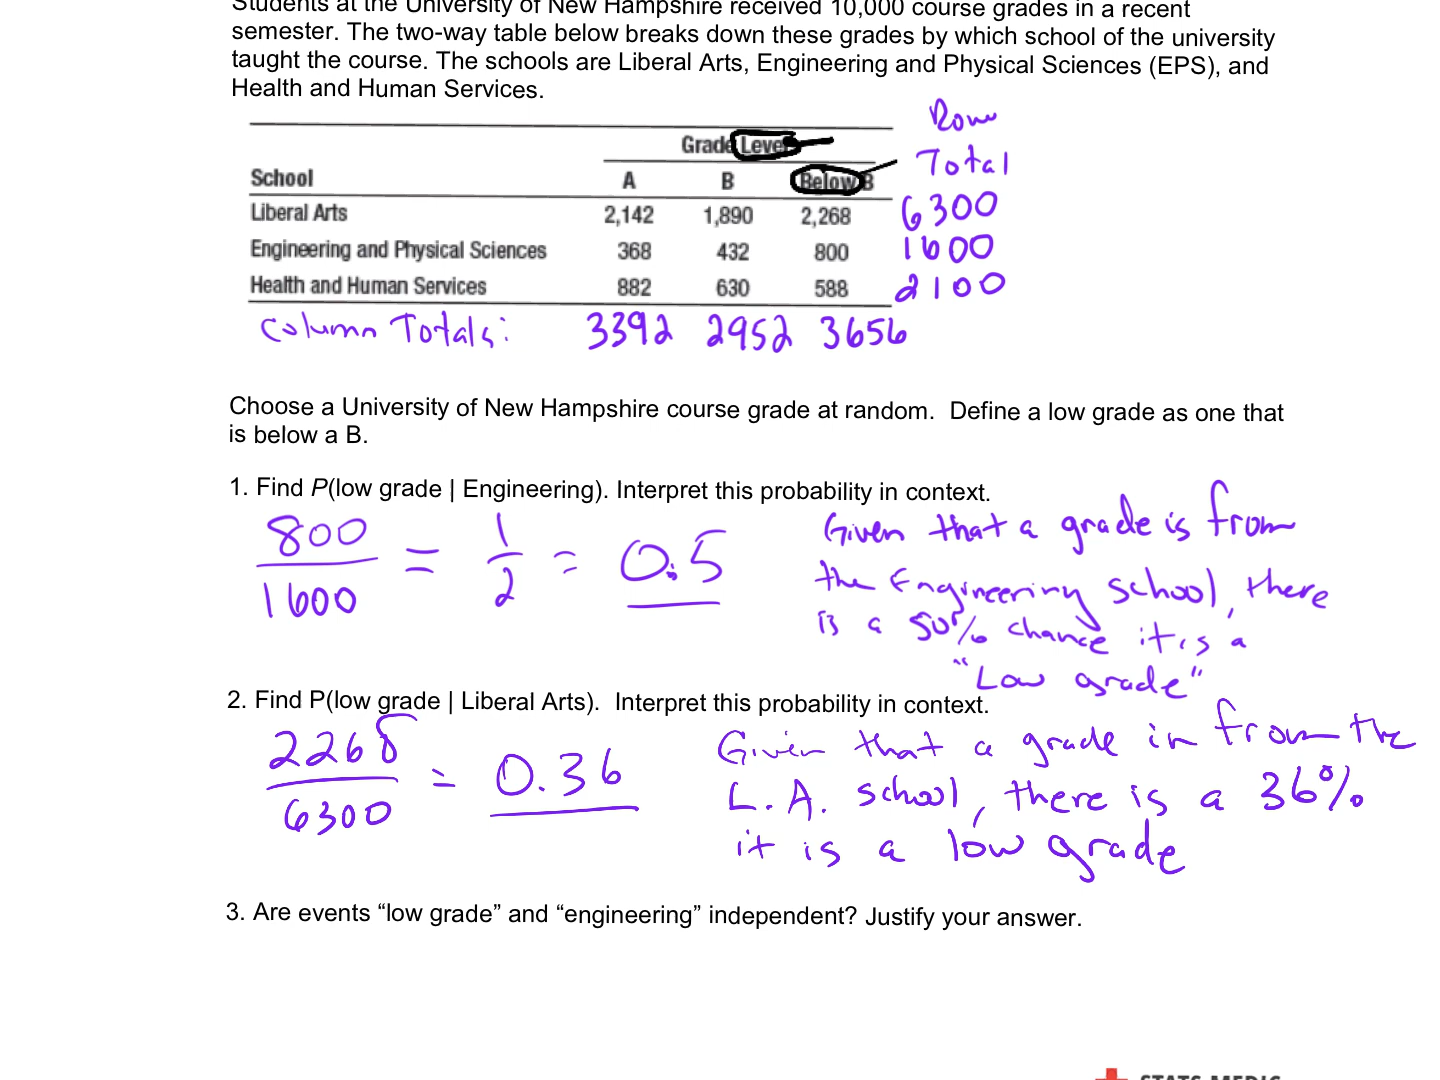 Students at the University of New Hampshire received 10,000 course grades in a recent
semester. The two-way table below breaks down these grades by which school of the university
taught the course. The schools are Liberal Arts, Engineering and Physical Sciences (EPS), and
Health and Human Services.
Row
Grade Level
Total
School A B Below B
Liberal Arts 2,142 1,890 2,268 6300
Engineering and Physical Sciences 368 432 800 1600
Health and Human Services 882 630 588 2100
Column Totals: 3392 2952 3656
Choose a University of New Hampshire course grade at random. Define a low grade as one that
is below a B.
1. Find P(low grade | Engineering). Interpret this probability in context.
800/1600 = 1/2 = 0.5
Given that a grade is from
the Engineering school, there
is a 50% chance it is a
"Low grade"
2. Find P(low grade | Liberal Arts). Interpret this probability in context.
2268/6300 = 0.36
Given that a grade in from the
L.A. school, there is a 36%
it is a low grade
3. Are events “low grade” and “engineering” independent? Justify your answer.
STATS MEDIC